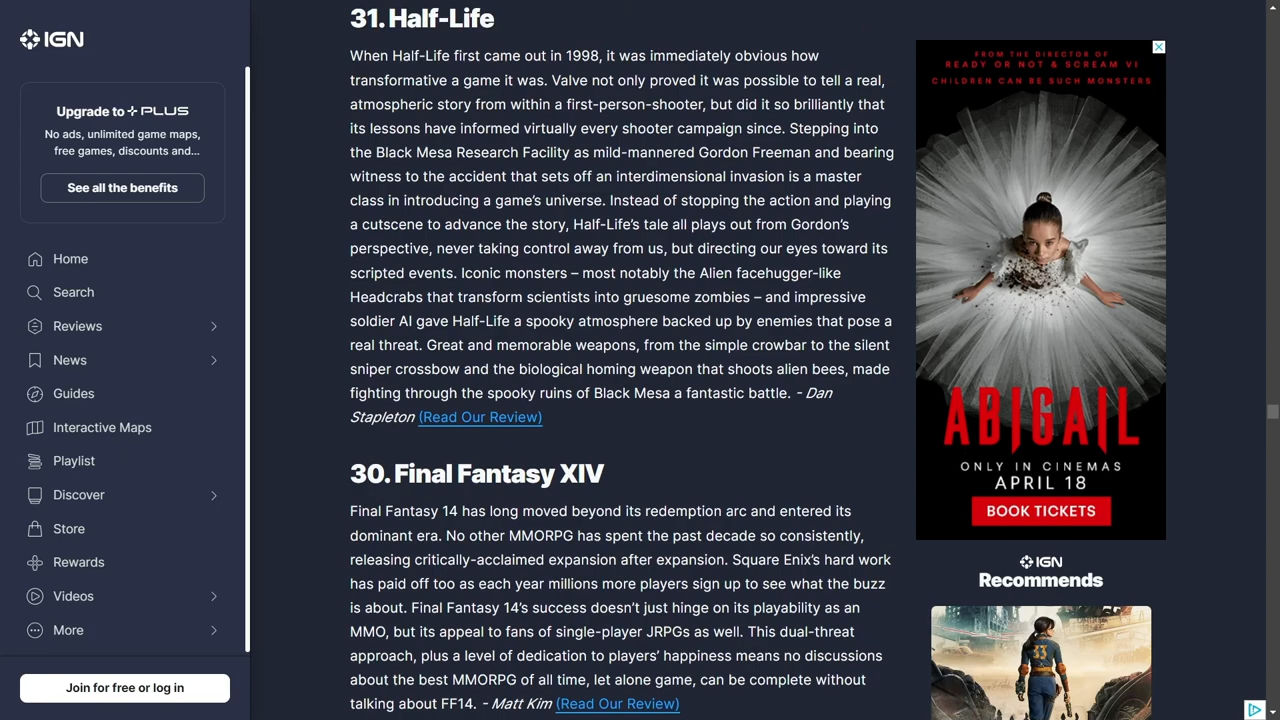 IGN
Upgrade to PLUS
No ads, unlimited game maps,
free games, discounts and...
See all the benefits
Home
Search
Reviews
News
Guides
Interactive Maps
Playlist
Discover
Store
Rewards
Videos
More
Join for free or log in
31. Half-Life
When Half-Life first came out in 1998, it was immediately obvious how
transformative a game it was. Valve not only proved it was possible to tell a real,
atmospheric story from within a first-person-shooter, but did it so brilliantly that
its lessons have informed virtually every shooter campaign since. Stepping into
the Black Mesa Research Facility as mild-mannered Gordon Freeman and bearing
witness to the accident that sets off an interdimensional invasion is a master
class in introducing a game’s universe. Instead of stopping the action and playing
a cutscene to advance the story, Half-Life’s tale all plays out from Gordon’s
perspective, never taking control away from us, but directing our eyes toward its
scripted events. Iconic monsters – most notably the Alien facehugger-like
Headcrabs that transform scientists into gruesome zombies – and impressive
soldier AI gave Half-Life a spooky atmosphere backed up by enemies that pose a
real threat. Great and memorable weapons, from the simple crowbar to the silent
sniper crossbow and the biological homing weapon that shoots alien bees, made
fighting through the spooky ruins of Black Mesa a fantastic battle. - Dan
Stapleton (Read Our Review)
30. Final Fantasy XIV
Final Fantasy 14 has long moved beyond its redemption arc and entered its
dominant era. No other MMORPG has spent the past decade so consistently,
releasing critically-acclaimed expansion after expansion. Square Enix’s hard work
has paid off too as each year millions more players sign up to see what the buzz
is about. Final Fantasy 14’s success doesn’t just hinge on its playability as an
MMO, but its appeal to fans of single-player JRPGs as well. This dual-threat
approach, plus a level of dedication to players’ happiness means no discussions
about the best MMORPG of all time, let alone game, can be complete without
talking about FF14. - Matt Kim (Read Our Review)
FROM THE DIRECTOR OF
READY OR NOT & SCREAM VI
CHILDREN CAN BE SUCH MONSTERS
ABIGAIL
ONLY IN CINEMAS
APRIL 18
BOOK TICKETS
IGN
Recommends
33